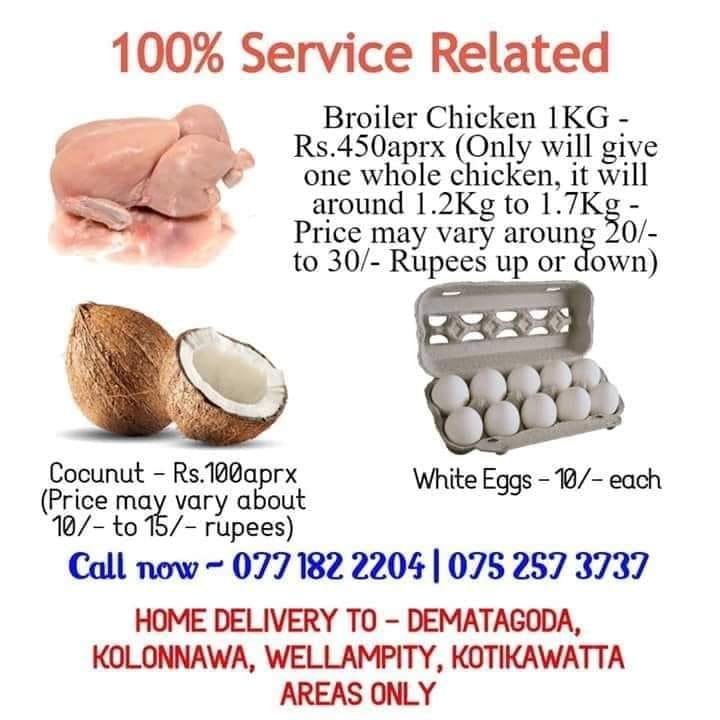 100% Service Related
Broiler Chicken 1KG -
Rs.450aprx (Only will give
one whole chicken, it will
around 1.2Kg to 1.7Kg -
Price may vary aroung 20/-
to 30/- Rupees up or down)
Cocunut - Rs.100aprx
(Price may vary about
10/- to 15/- rupees)
White Eggs - 10/- each
Call now ~ 077 182 2204 | 075 257 3737
HOME DELIVERY TO - DEMATAGODA,
KOLONNAWA, WELLAMPITY, KOTIKAWATTA
AREAS ONLY